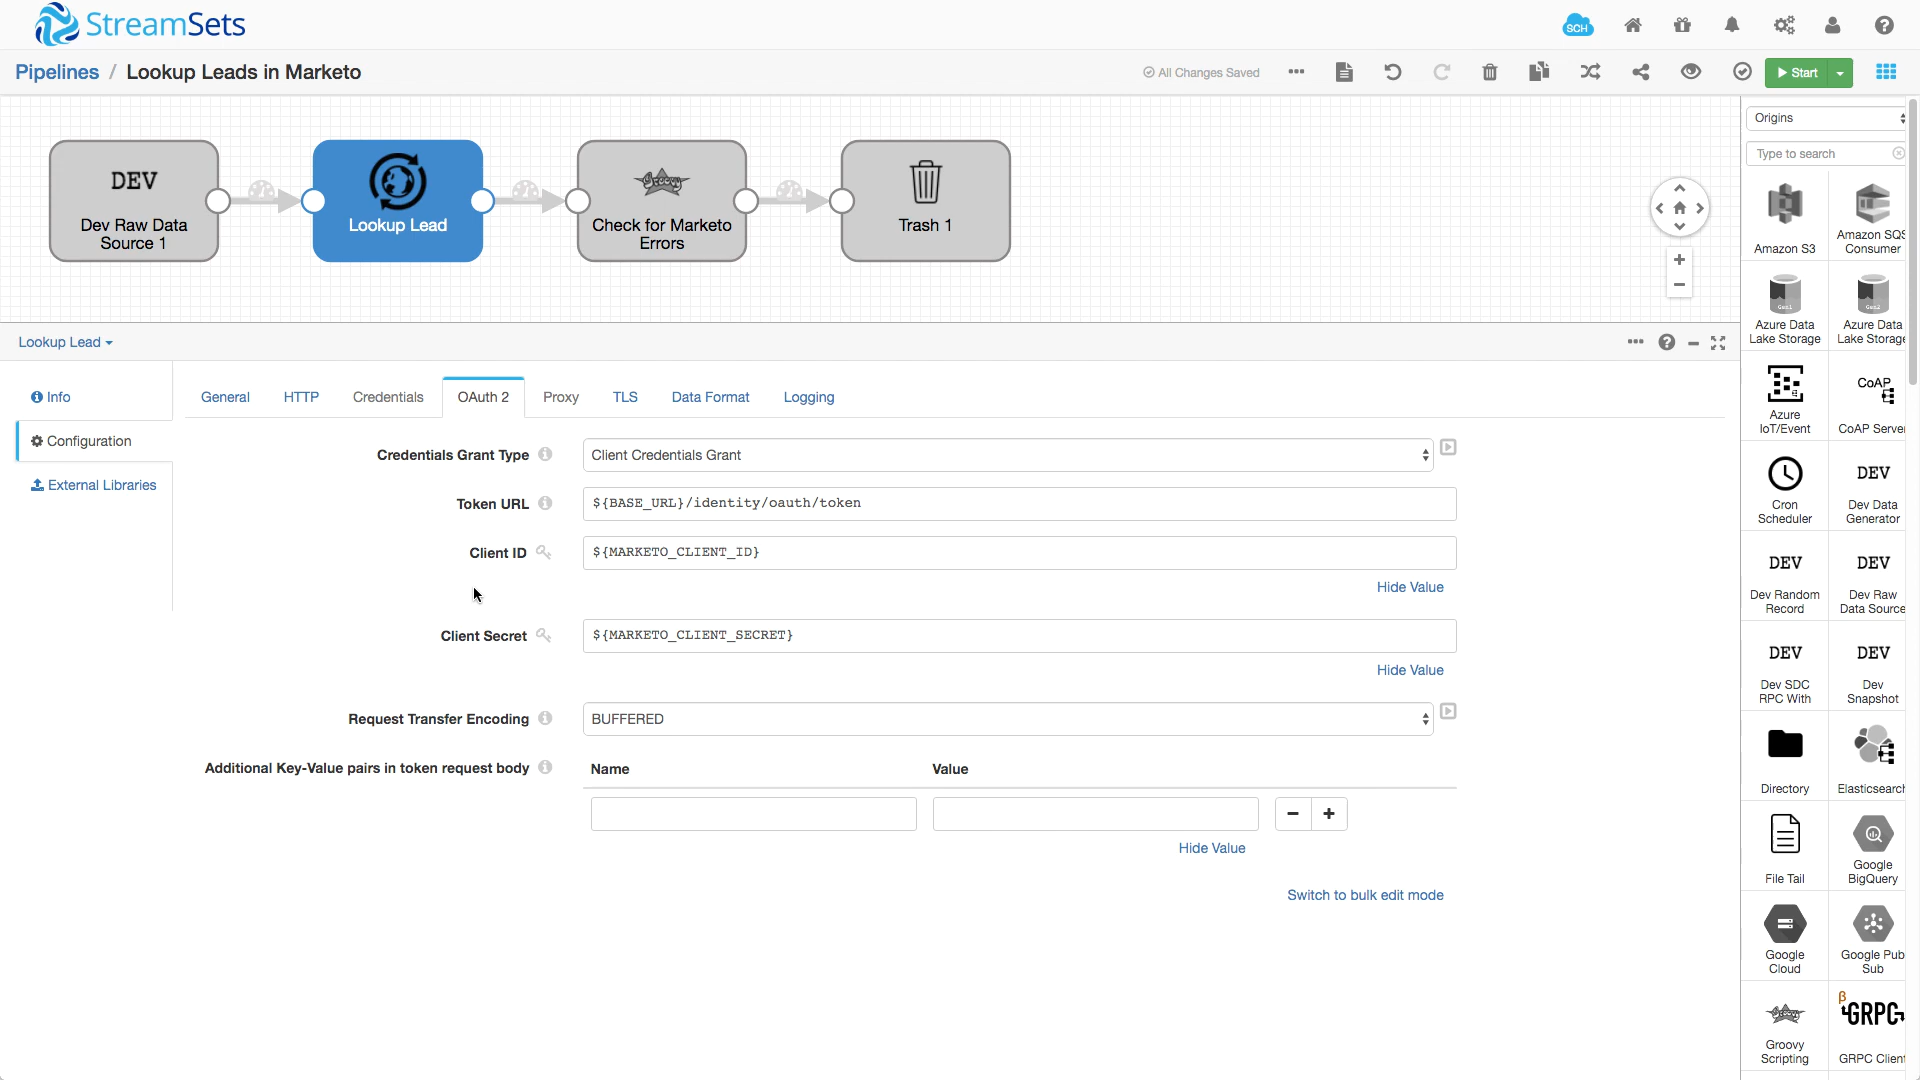 StreamSets
SCH
Pipelines / Lookup Leads in Marketo
All Changes Saved
Start
DEV
Dev Raw Data
Source 1
Lookup Lead
Groovy
Check for Marketo
Errors
Trash 1
Origins
Type to search
Amazon S3
Amazon SQS
Consumer
Gen1
Azure Data
Lake Storage
Gen2
Azure Data
Lake Storage
Azure
IoT/Event
CoAP
CoAP Server
Cron
Scheduler
DEV
Dev Data
Generator
DEV
Dev Random
Record
DEV
Dev Raw
Data Source
DEV
Dev SDC
RPC With
DEV
Dev
Snapshot
Directory
Elasticsearch
File Tail
Google
BigQuery
Google
Cloud
Google Pub
Sub
Groovy
Groovy
Scripting
β
GRPC
GRPC Client
Lookup Lead
Info
Configuration
External Libraries
General
HTTP
Credentials
OAuth 2
Proxy
TLS
Data Format
Logging
Credentials Grant Type
Client Credentials Grant
Token URL
${BASE_URL}/identity/oauth/token
Client ID
${MARKETO_CLIENT_ID}
Hide Value
Client Secret
${MARKETO_CLIENT_SECRET}
Hide Value
Request Transfer Encoding
BUFFERED
Additional Key-Value pairs in token request body
Name
Value
Hide Value
Switch to bulk edit mode